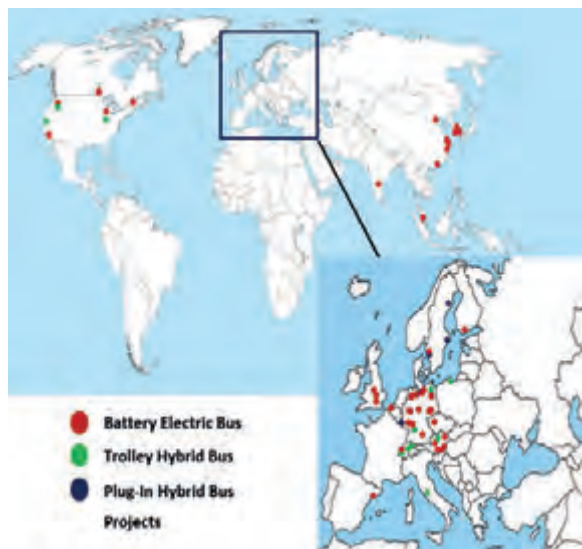 Battery Electric Bus
Trolley Hybrid Bus
Plug-In Hybrid Bus
Projects